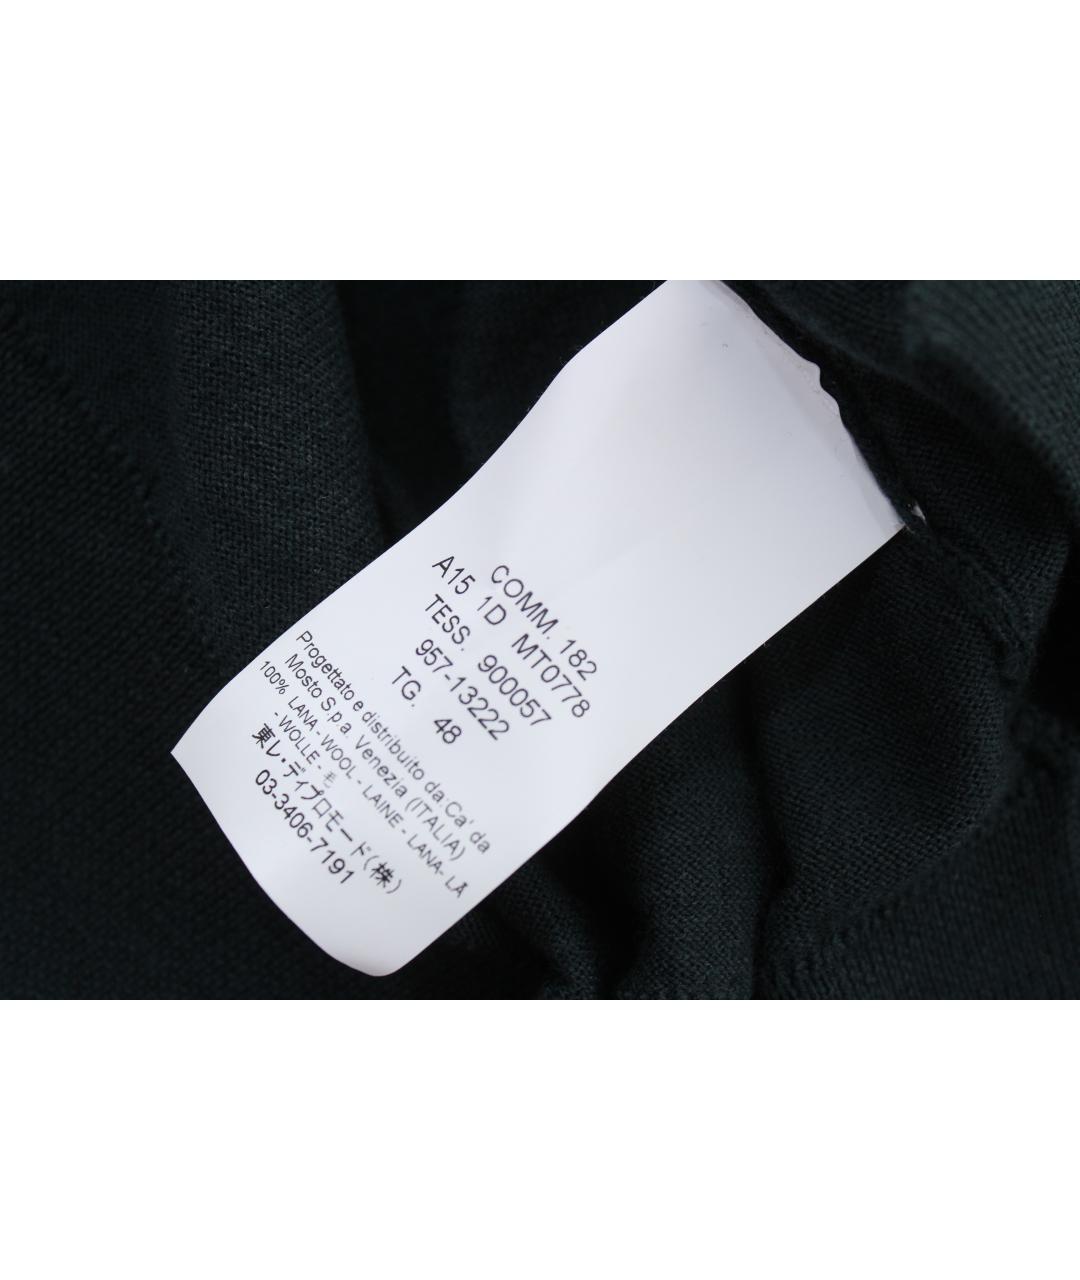 COMM. 182
A15 1D MT0778
TESS. 900057
957-13222
TG. 48
Progettato e distribuito da:Ca' da
Mosto S.p.a. Venezia (ITALIA)
100% LANA - WOOL - LAINE - LANA- LÃ
- WOLLE - 毛
東レ・ディプロモード(株)
03-3406-7191